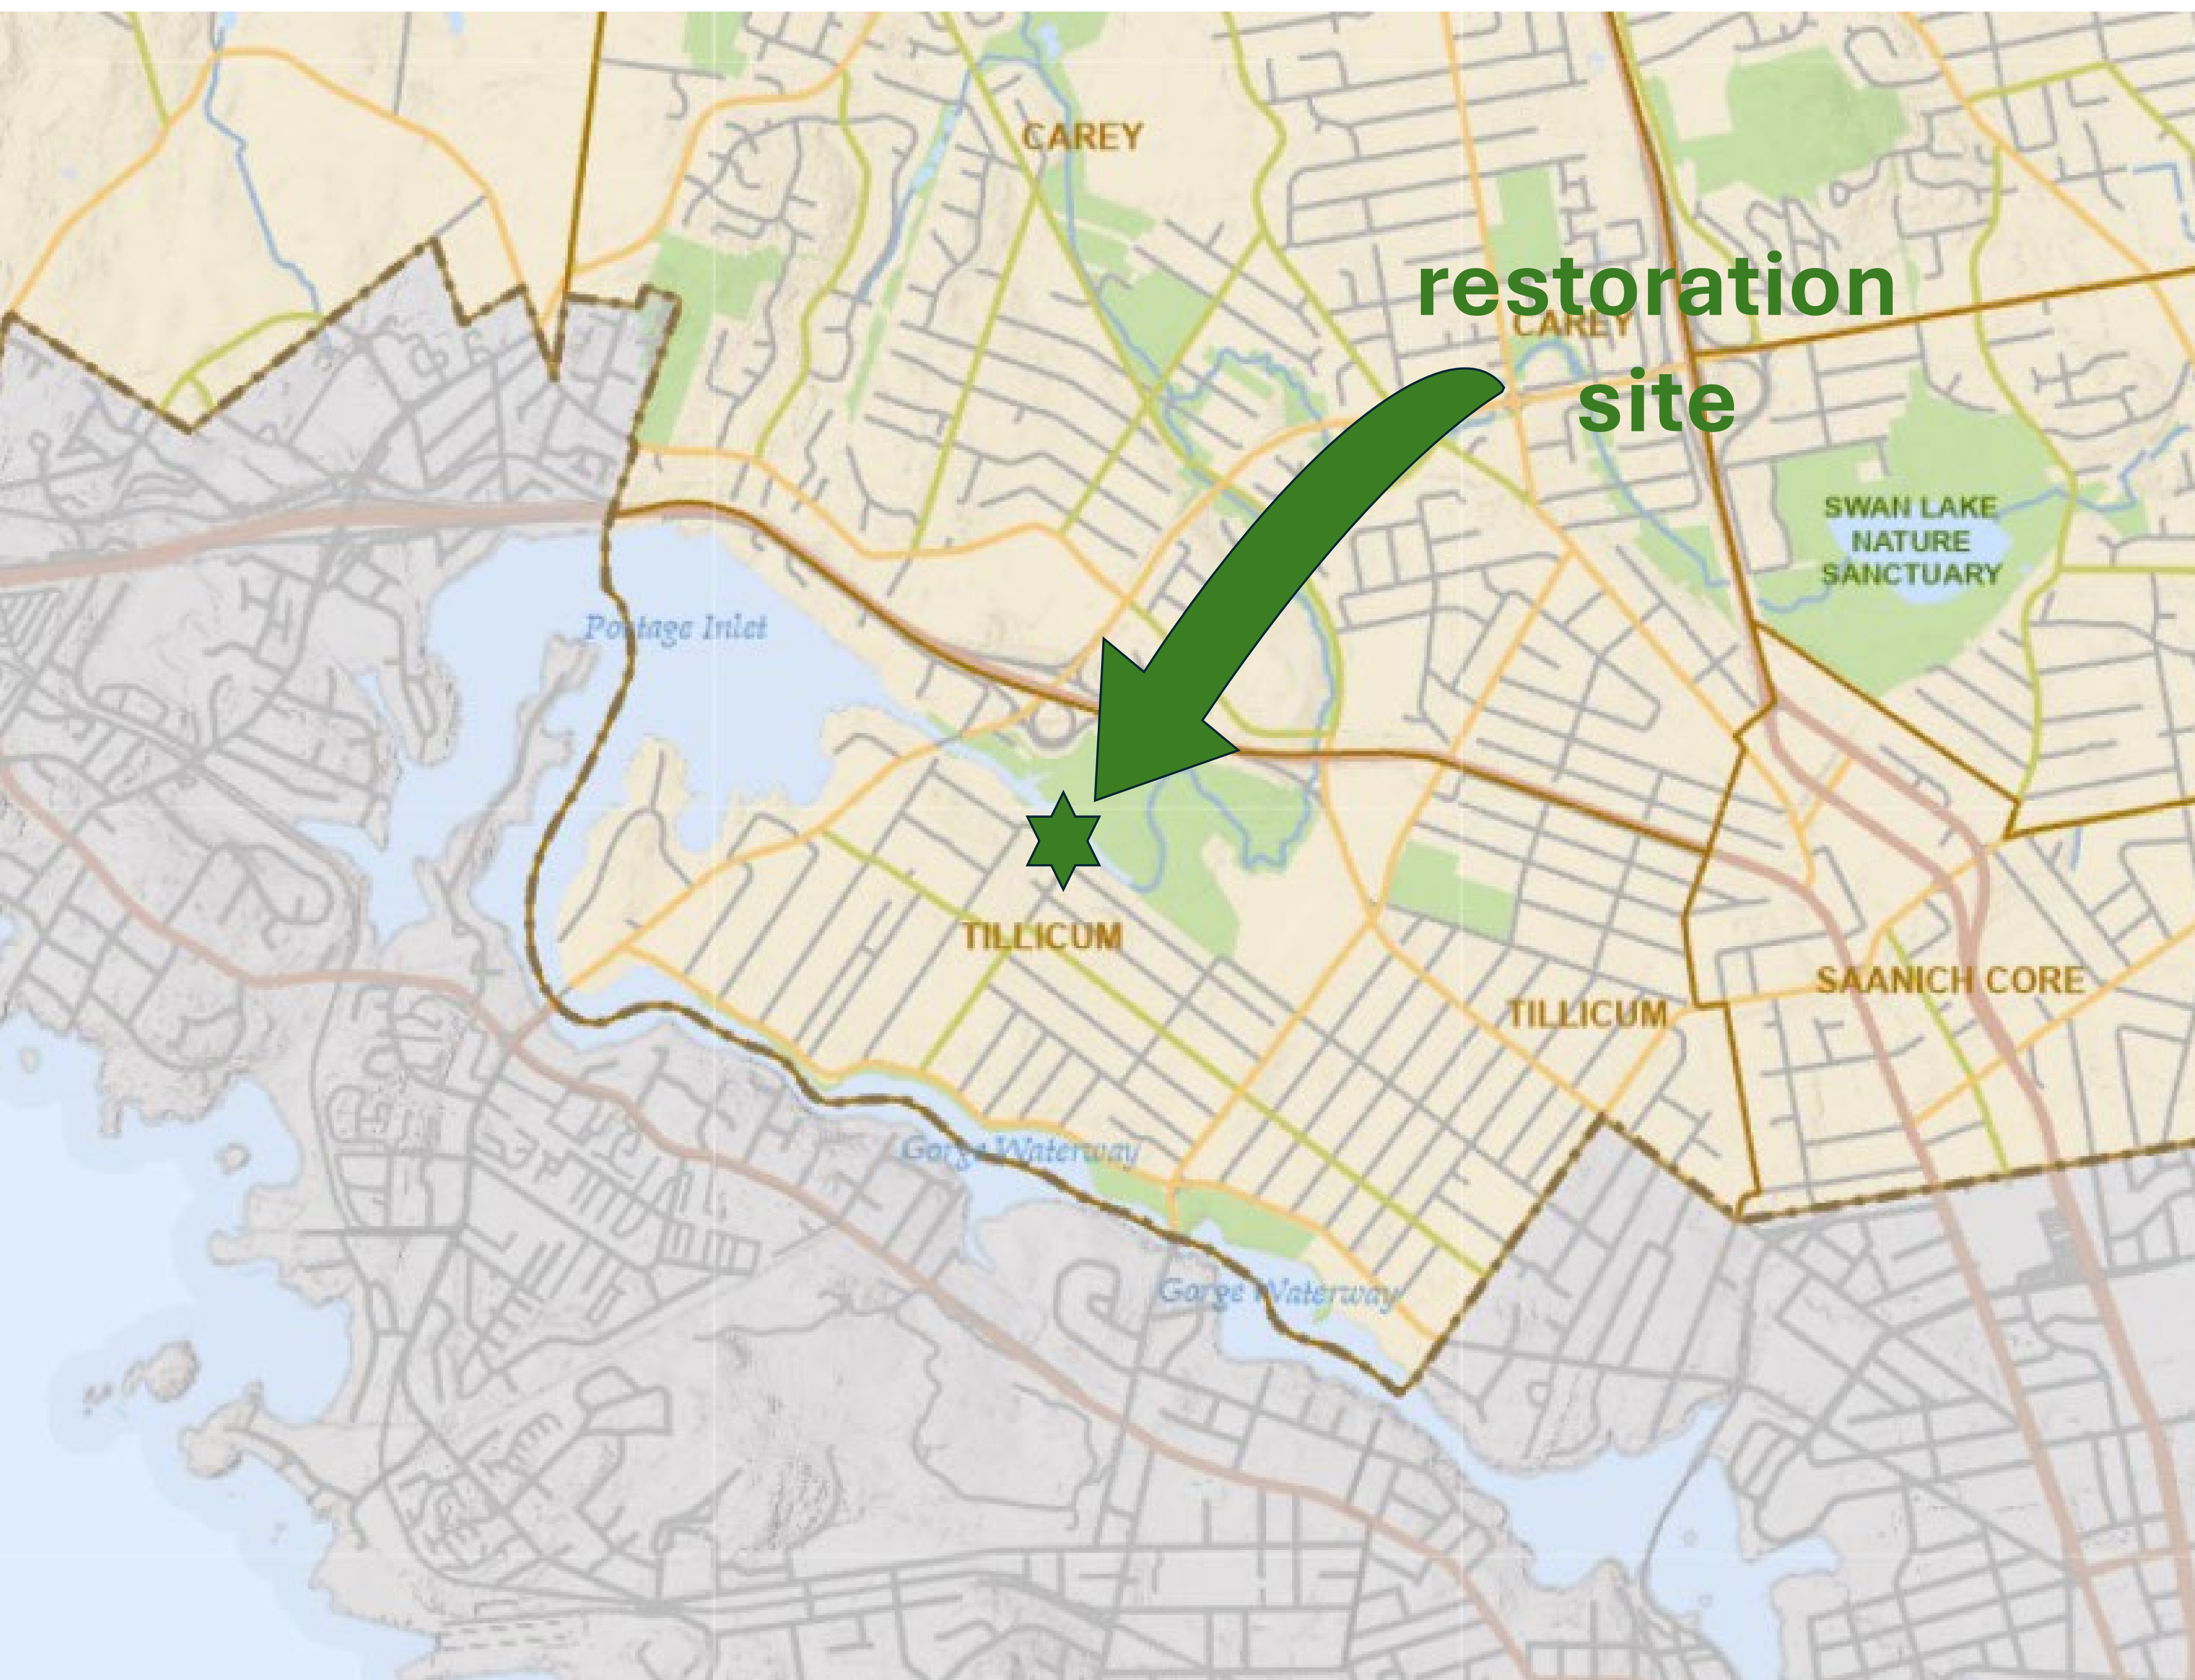 CAREY
restoration
CAREY
site
SWAN LAKE
NATURE
SANCTUARY
Portage Inlet
TILLICUM
SAANICH CORE
TILLICUM
Gorge Waterway
Gorge Waterway